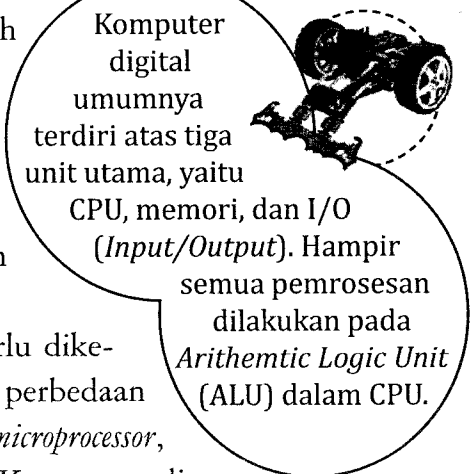 h
Komputer
digital
umumnya
terdiri atas tiga
unit utama, yaitu
CPU, memori, dan I/O
(Input/Output). Hampir
semua pemrosesan
dilakukan pada
Arithemtic Logic Unit
(ALU) dalam CPU.
n
rlu dike-
perbedaan
microprocessor,